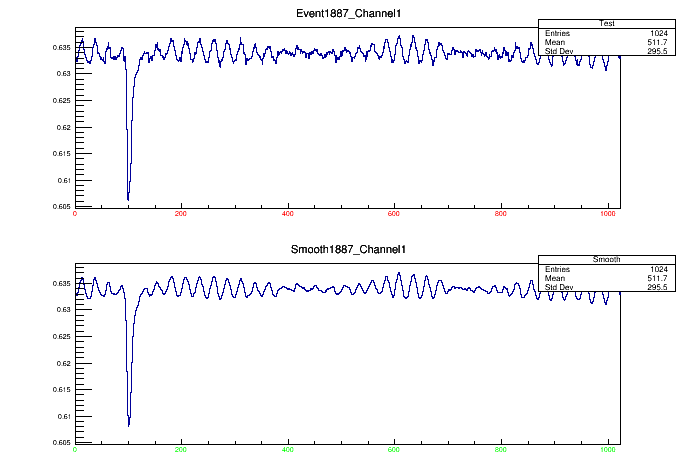 Event1887_Channel1
Test
Entries 1024
Mean 511.7
Std Dev 295.5
0.635
0.63
0.625
0.62
0.615
0.61
0.605
0 200 400 600 800 1000
Smooth1887_Channel1
Smooth
Entries 1024
Mean 511.7
Std Dev 295.5
0.635
0.63
0.625
0.62
0.615
0.61
0.605
0 200 400 600 800 1000